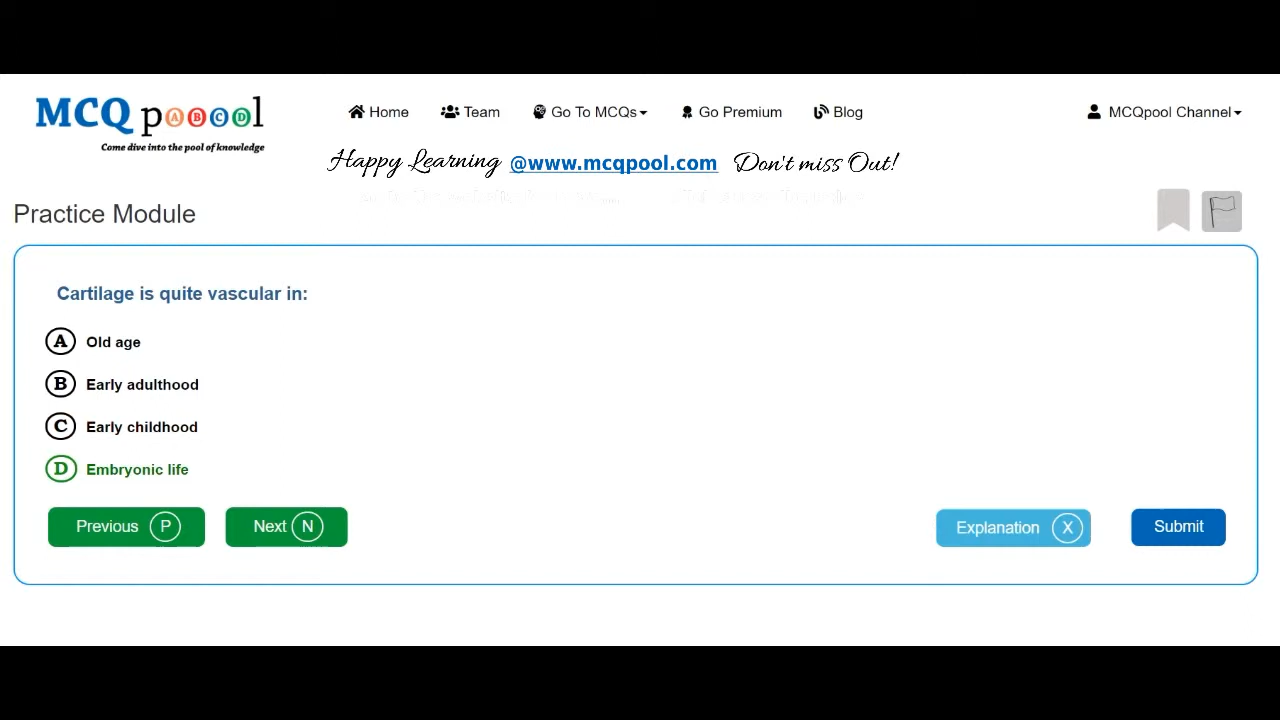 MCQ poool
A B C D
Come dive into the pool of knowledge
Home Team Go To MCQs Go Premium Blog MCQpool Channel
Happy Learning @www.mcqpool.com Don't miss Out!
Practice Module
Cartilage is quite vascular in:
A Old age
B Early adulthood
C Early childhood
D Embryonic life
Previous P Next N Explanation X Submit